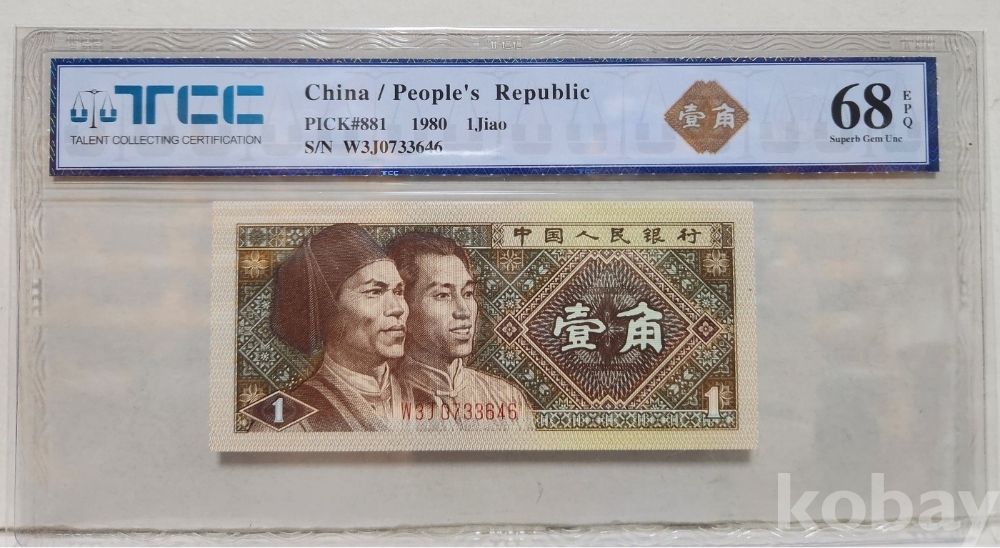 TCC
TALENT COLLECTING CERTIFICATION
China / People's Republic
PICK#881 1980 1Jiao
S/N W3J0733646
壹角
68 EPQ
Superb Gem Unc
TCC
中国人民银行
壹角
1
W3J0733646
1
kobay